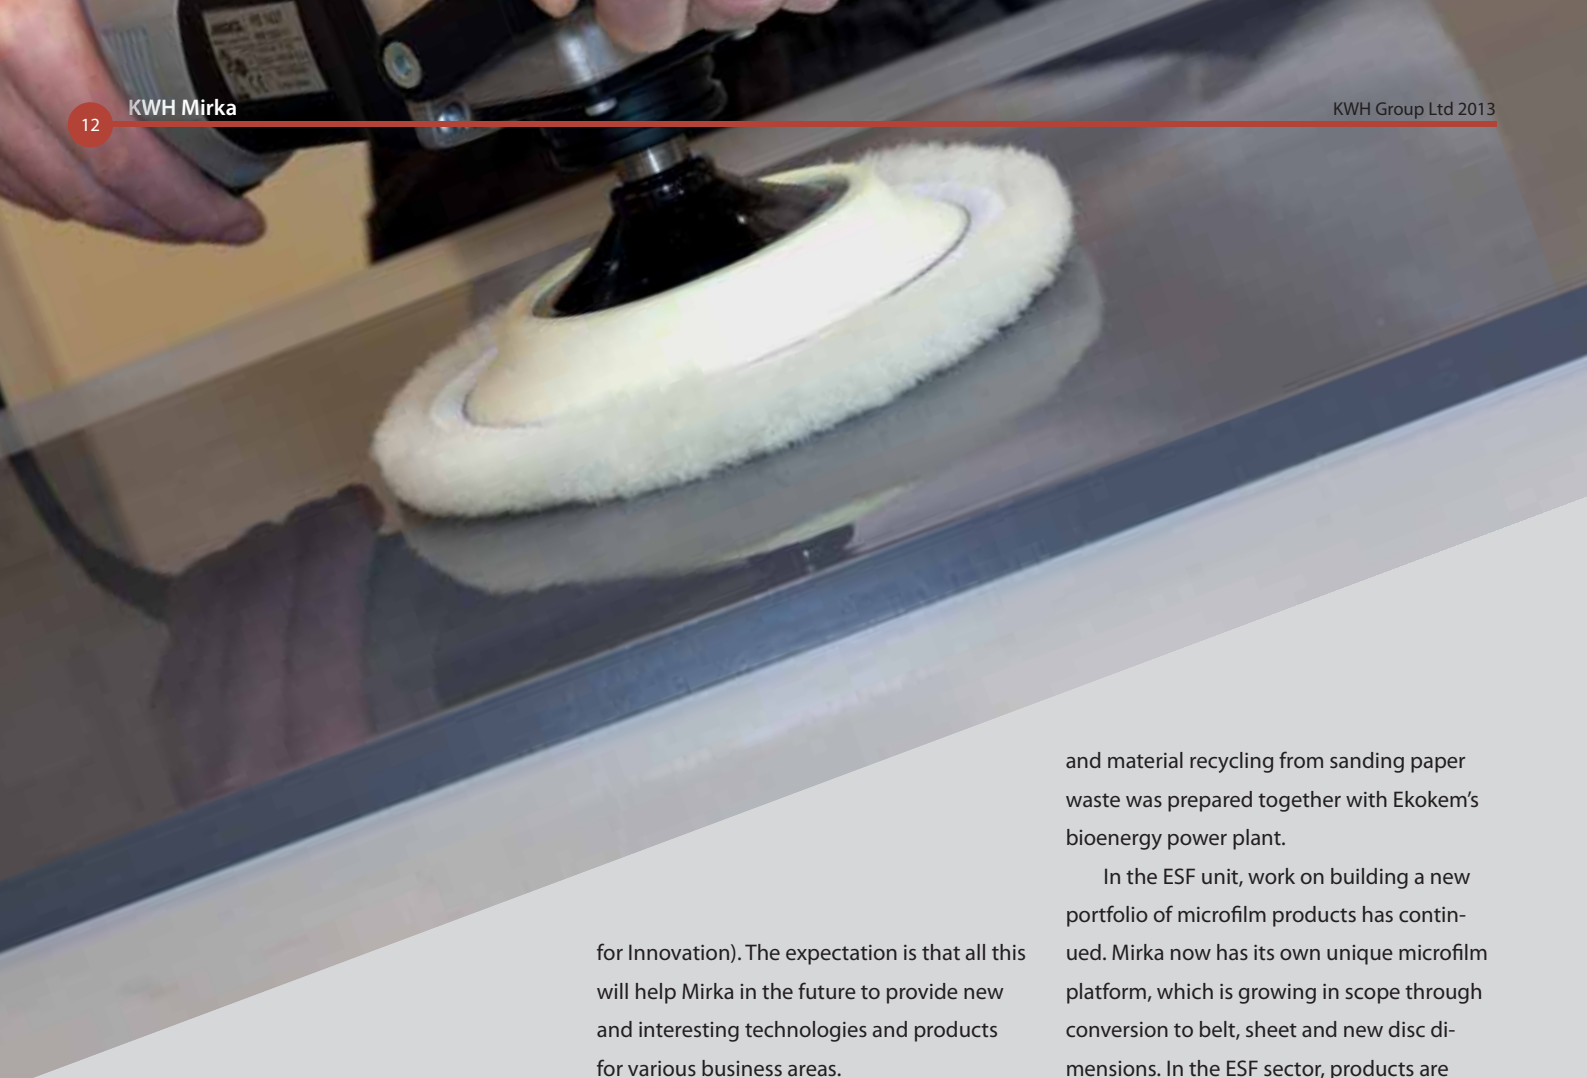 12
KWH Mirka
KWH Group Ltd 2013
for Innovation). The expectation is that all this
will help Mirka in the future to provide new
and interesting technologies and products
for various business areas.
and material recycling from sanding paper
waste was prepared together with Ekokem’s
bioenergy power plant.
In the ESF unit, work on building a new
portfolio of microfilm products has contin-
ued. Mirka now has its own unique microfilm
platform, which is growing in scope through
conversion to belt, sheet and new disc di-
mensions. In the ESF sector, products are